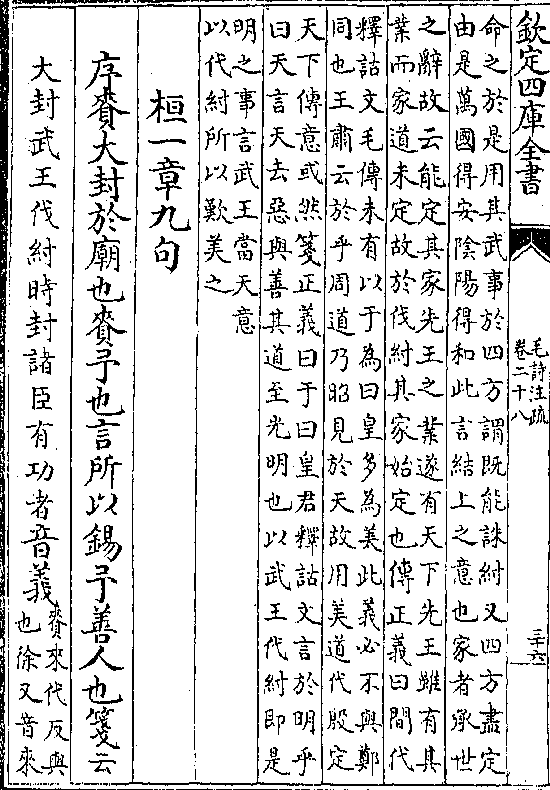 欽定四庫全書
毛詩注疏
卷二十八
三十六
命之於是用其武事於四方謂既能誅紂又四方盡定
由是萬國得安陰陽得和此言結上之意也家者承世
之辭故云能定其家先王之業遂有天下先王雖有其
業而家道未定故於伐紂其家始定也傳正義曰間代
釋詁文毛傳未有以于為曰皇多為美此義必不與鄭
同也王肅云於乎周道乃昭見於天故用美道代殷定
天下傳意或然箋正義曰于曰皇君釋詁文言於明乎
曰天言天去惡與善其道至光明也以武王代紂即是
明之事言武王當天意
以代紂所以歎美之
桓一章九句
序賚大封於廟也賚予也言所以錫予善人也箋云
大封武王伐紂時封諸臣有功者音義
賚來代反與
也徐又音來